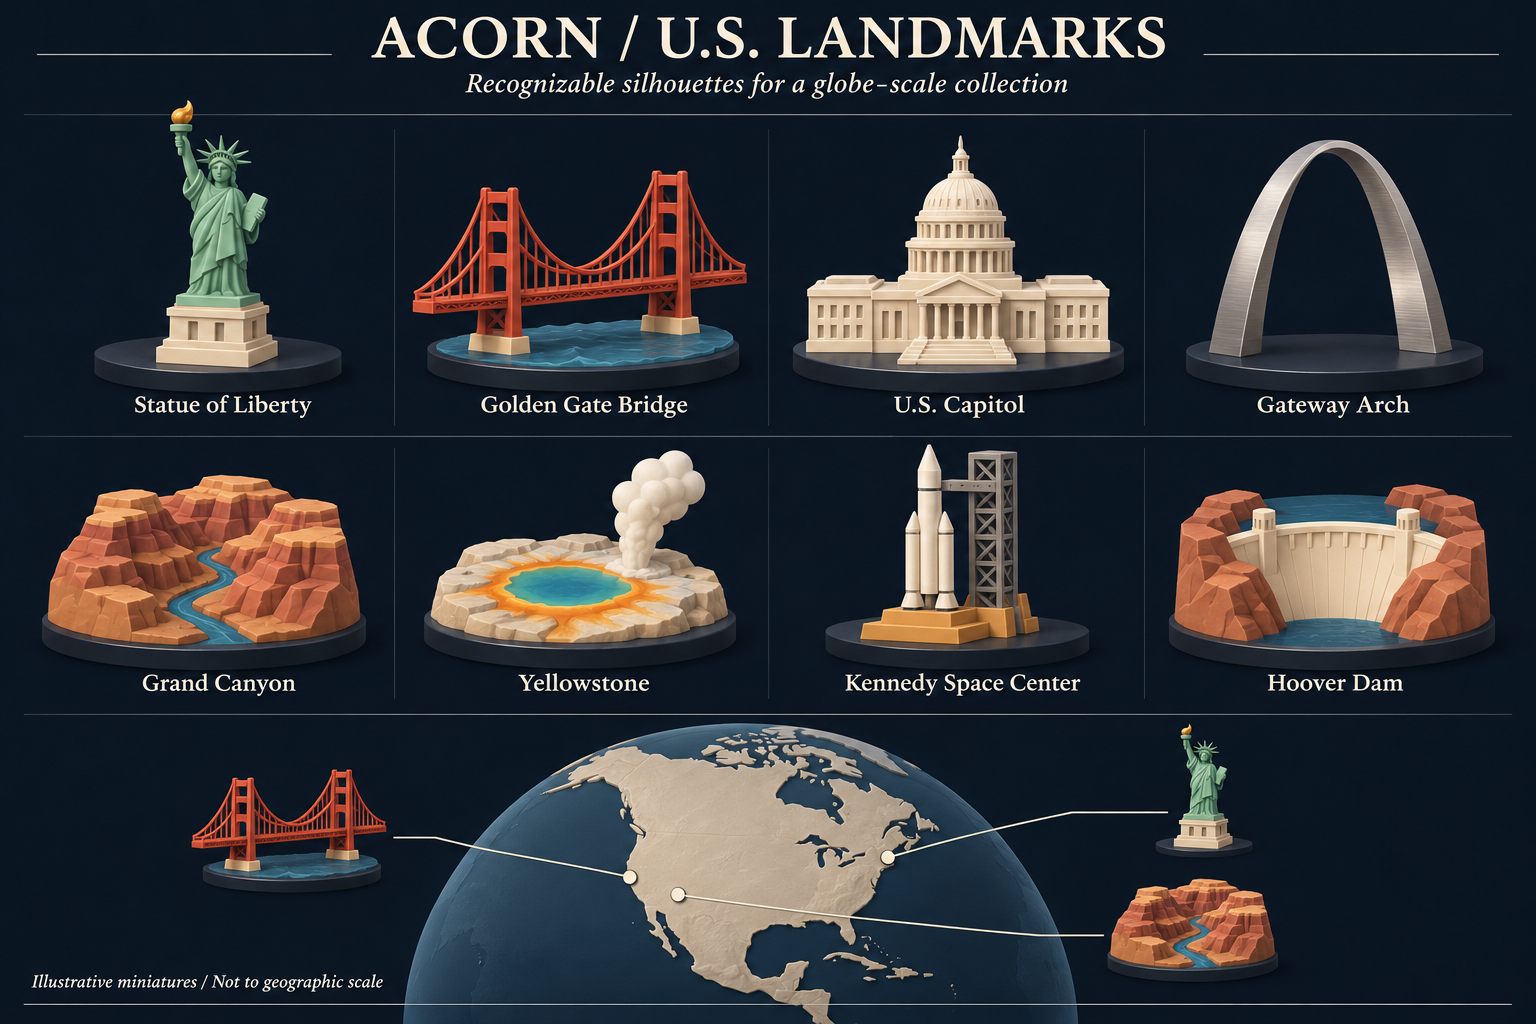 ACORN / U.S. LANDMARKS
Recognizable silhouettes for a globe-scale collection
Statue of Liberty
Golden Gate Bridge
U.S. Capitol
Gateway Arch
Grand Canyon
Yellowstone
Kennedy Space Center
Hoover Dam
Illustrative miniatures / Not to geographic scale